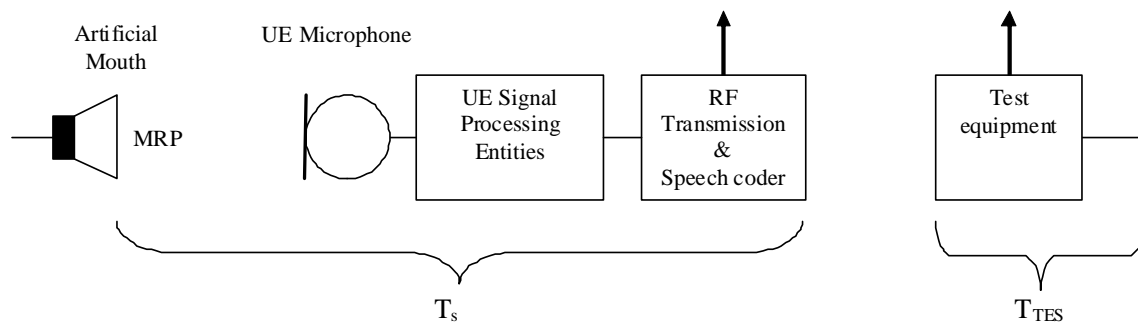 Artificial
Mouth
UE Microphone
MRP
UE Signal
Processing
Entities
RF
Transmission
&
Speech coder
Test
equipment
Ts
TTES